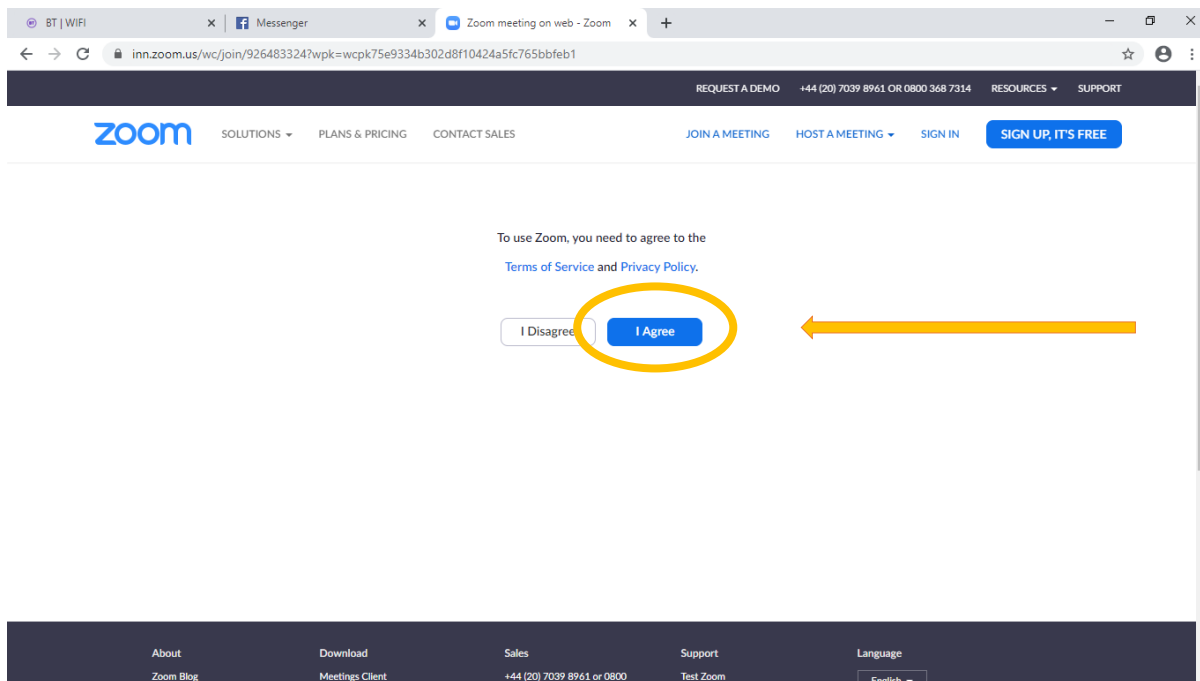 BT | WIFI
Messenger
Zoom meeting on web - Zoom
inn.zoom.us/wc/join/926483324?wpk=wcpk75e9334b302d8f10424a5fc765bbfeb1
REQUEST A DEMO +44 (20) 7039 8961 OR 0800 368 7314 RESOURCES SUPPORT
zoom SOLUTIONS PLANS & PRICING CONTACT SALES JOIN A MEETING HOST A MEETING SIGN IN SIGN UP, IT'S FREE
To use Zoom, you need to agree to the
Terms of Service and Privacy Policy.
I Disagree I Agree
About Download Sales Support Language
Zoom Blog Meetings Client +44 (20) 7039 8961 or 0800 Test Zoom English